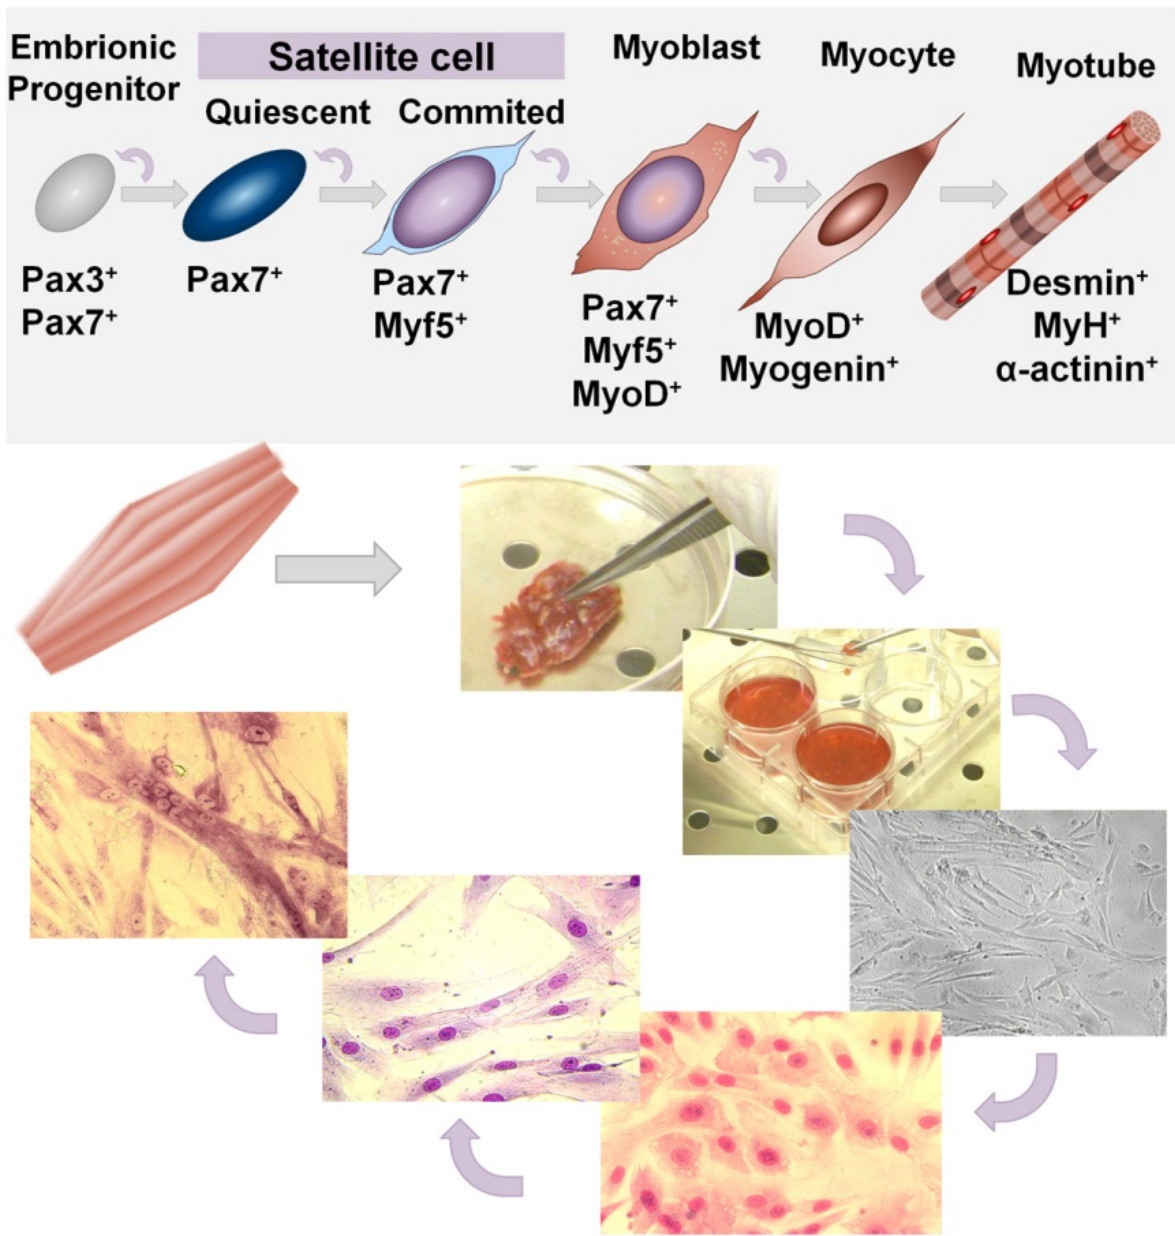 Embrionic
Progenitor
Satellite cell
Quiescent
Commited
Myoblast
Myocyte
Myotube
Pax3⁺
Pax7⁺
Pax7⁺
Pax7⁺
Myf5⁺
Pax7⁺
Myf5⁺
MyoD⁺
MyoD⁺
Myogenin⁺
Desmin⁺
MyH⁺
α-actinin⁺